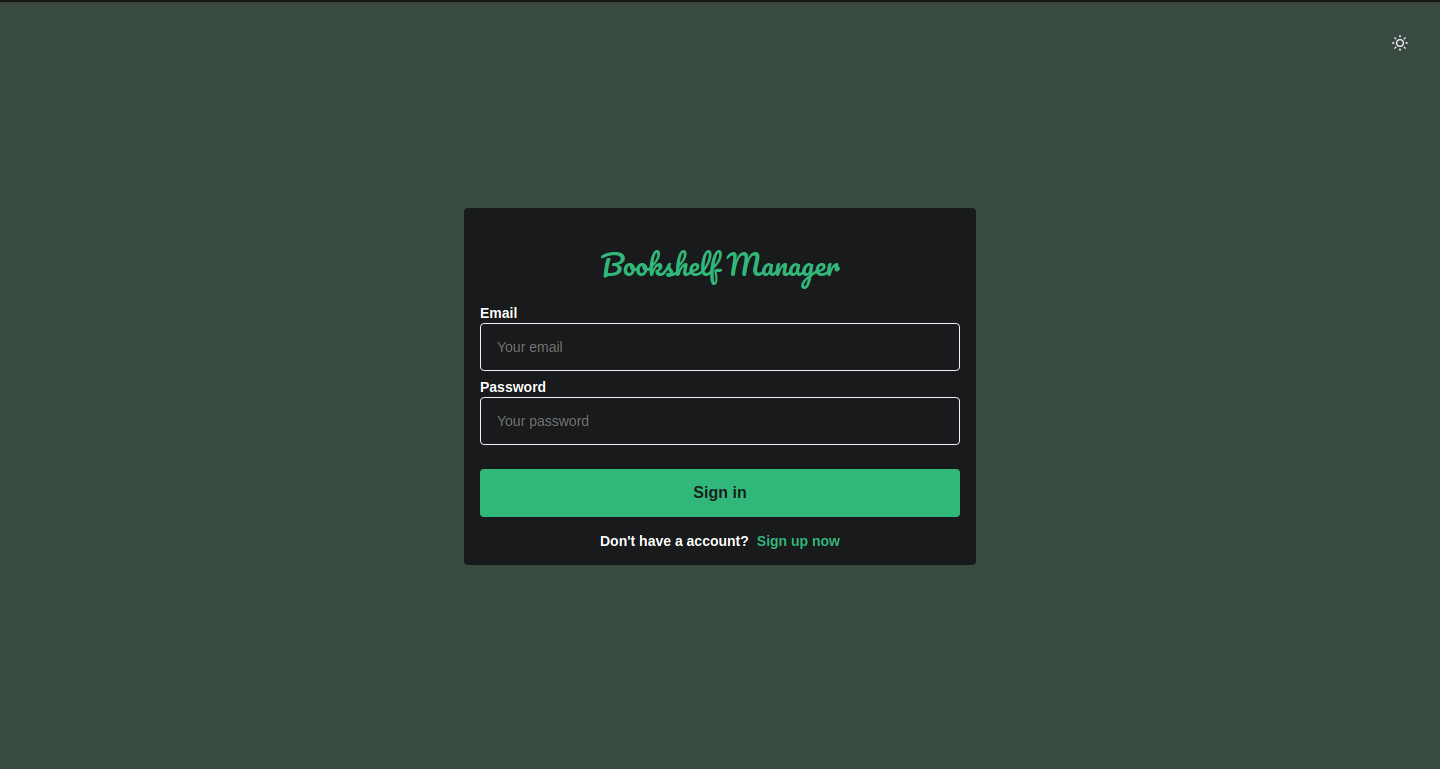 Bookshelf Manager
Email
Your email
Password
Your password
Sign in
Don't have a account? Sign up now